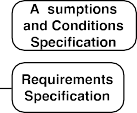 A sumptions
and Conditions
Specification
Requirements
Specification